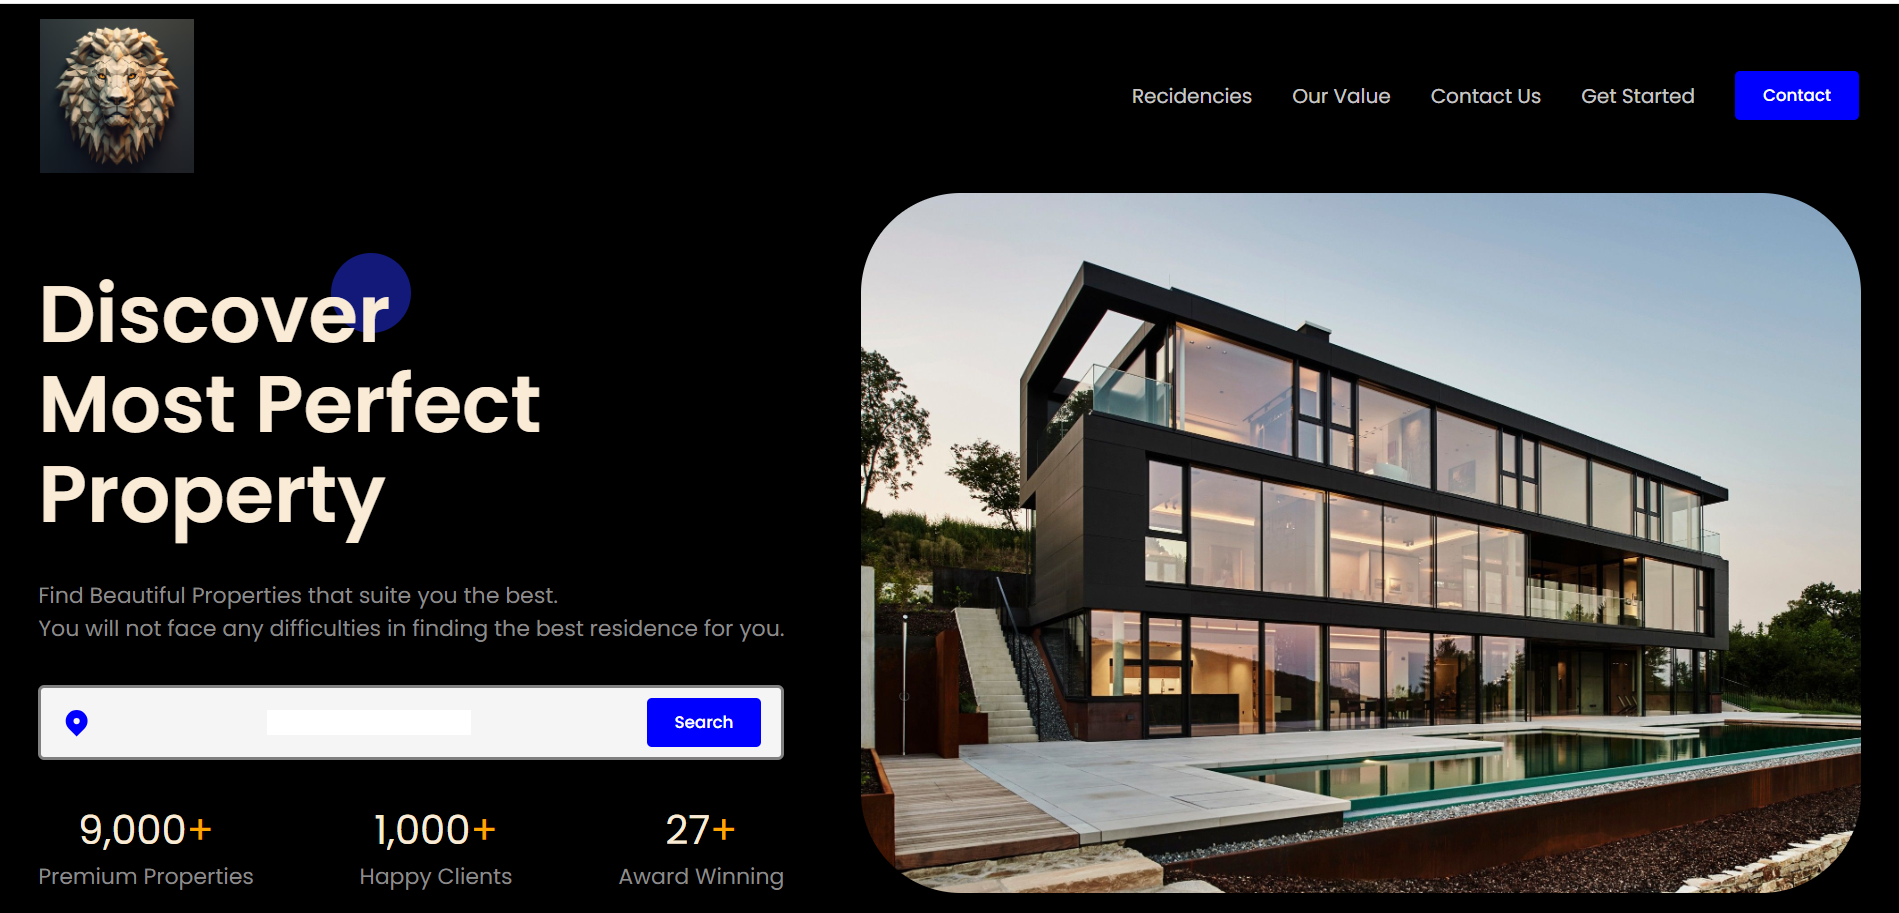 Recidencies
Our Value
Contact Us
Get Started
Contact
Discover
Most Perfect
Property
Find Beautiful Properties that suite you the best.
You will not face any difficulties in finding the best residence for you.
Search
9,000+
1,000+
27+
Premium Properties
Happy Clients
Award Winning